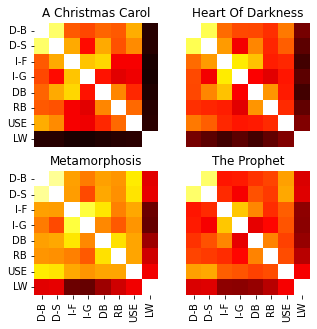 A Christmas Carol
Heart Of Darkness
D-B
D-S
I-F
I-G
DB
RB
USE
LW
Metamorphosis
The Prophet
D-B
D-S
I-F
I-G
DB
RB
USE
LW
D-B D-S I-F I-G DB RB USE LW
D-B D-S I-F I-G DB RB USE LW